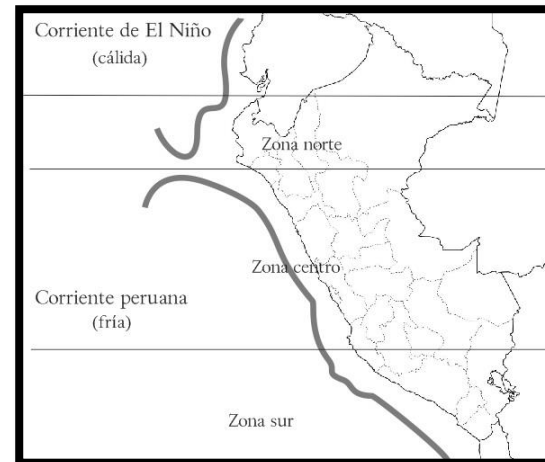 Corriente de El Niño
(cálida)
Zona norte
Zona centro
Corriente peruana
(fría)
Zona sur